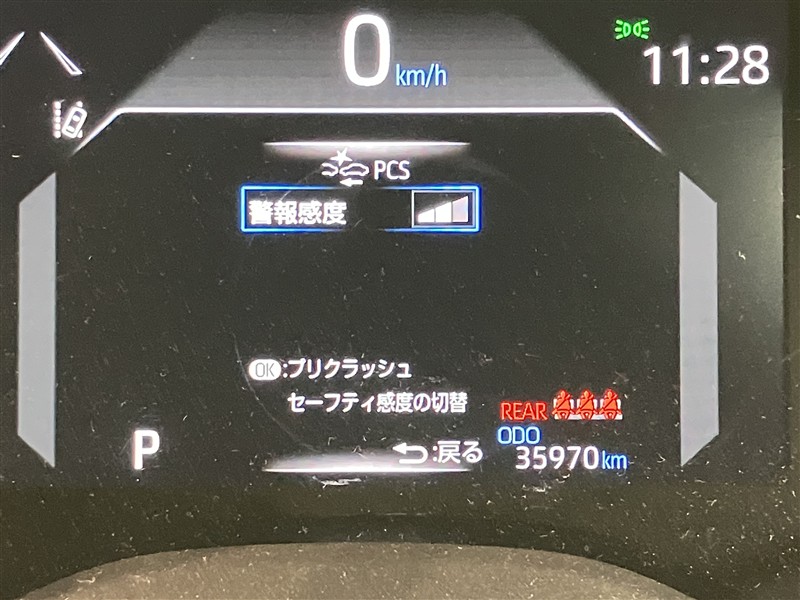 0 km/h
11:28
PCS
警報感度
OK:プリクラッシュ
セーフティ感度の切替
REAR
ODO
P
:戻る
35970km